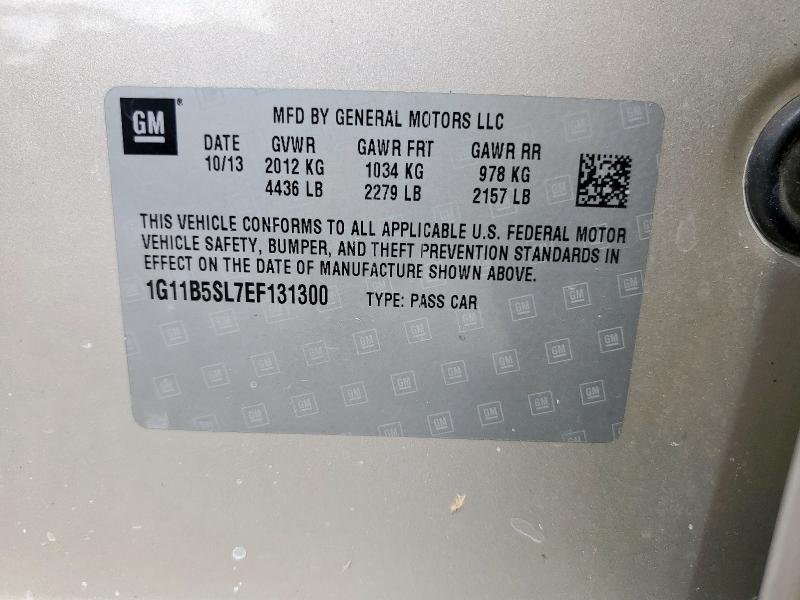 GM®
MFD BY GENERAL MOTORS LLC
DATE GVWR GAWR FRT GAWR RR
10/13 2012 KG 1034 KG 978 KG
4436 LB 2279 LB 2157 LB
THIS VEHICLE CONFORMS TO ALL APPLICABLE U.S. FEDERAL MOTOR
VEHICLE SAFETY, BUMPER, AND THEFT PREVENTION STANDARDS IN
EFFECT ON THE DATE OF MANUFACTURE SHOWN ABOVE.
1G11B5SL7EF131300 TYPE: PASS CAR